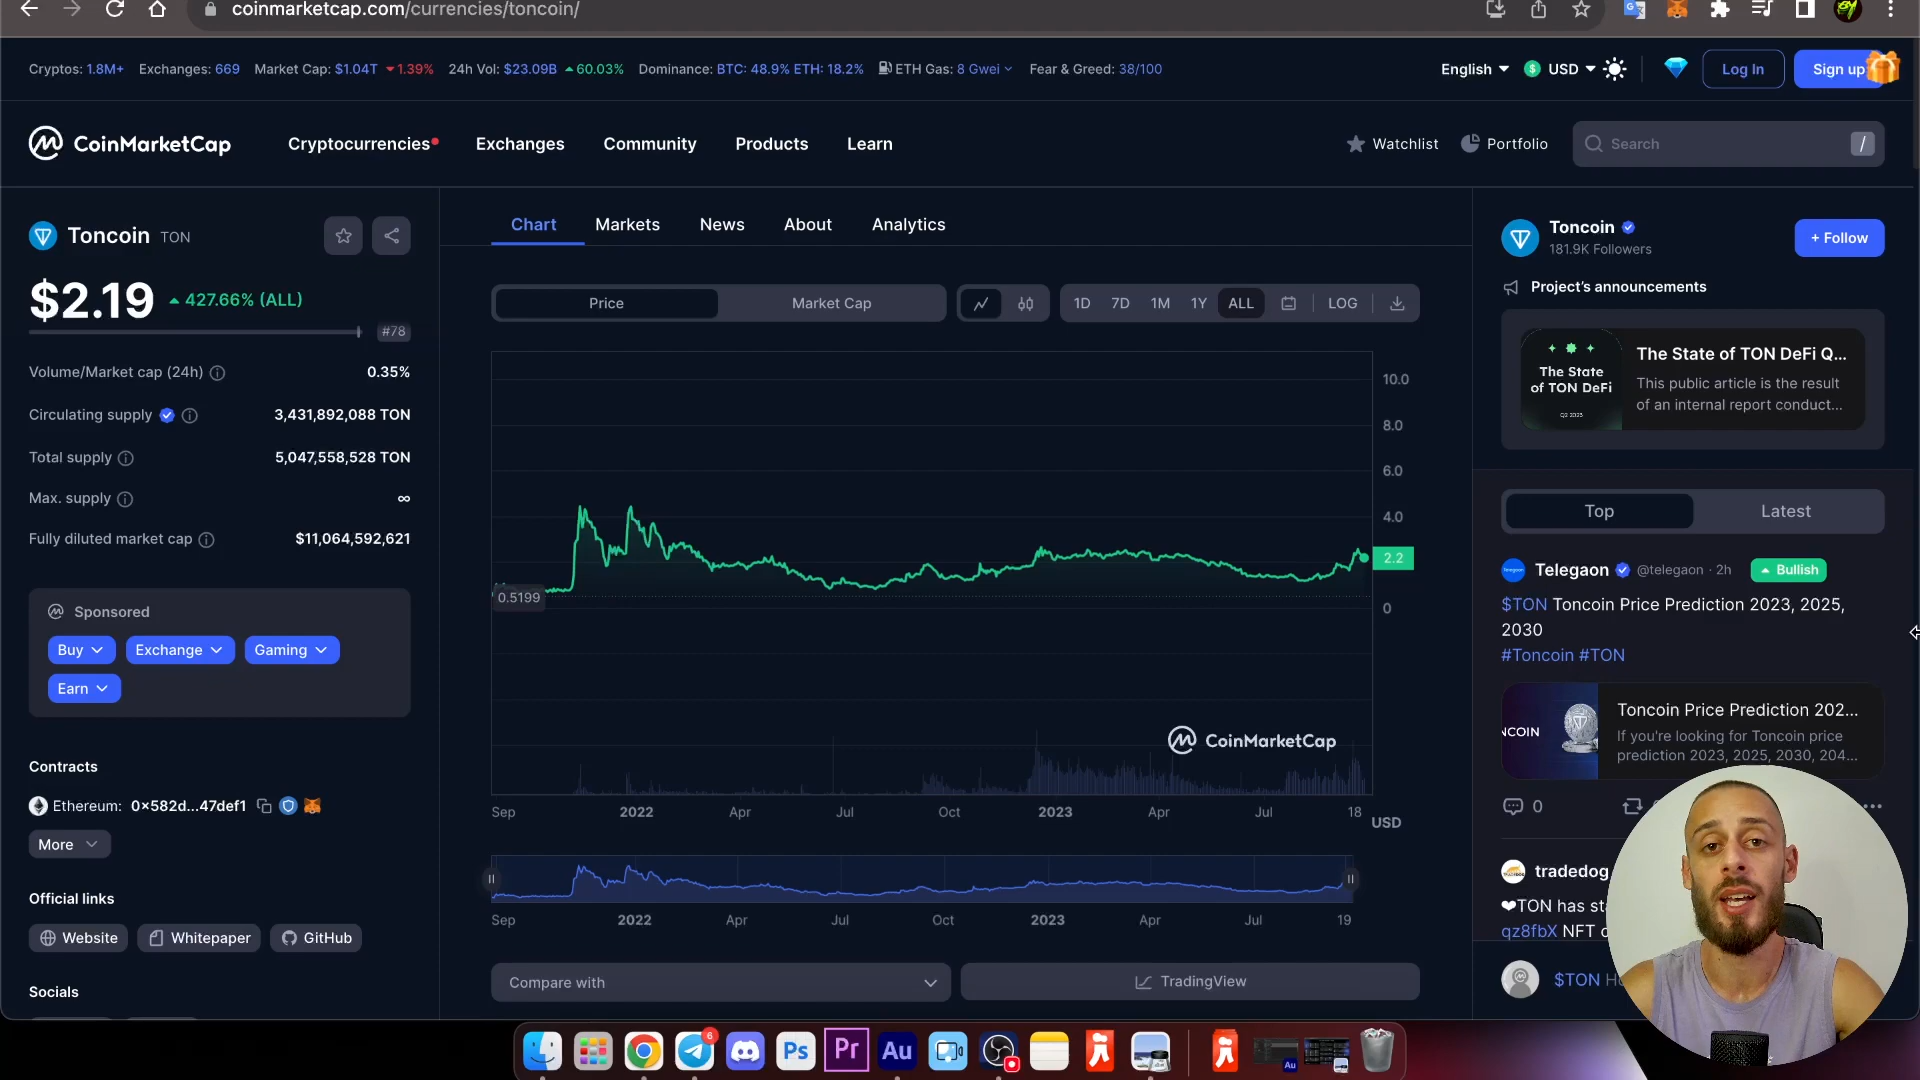 coinmarketcap.com/currencies/toncoin/
Cryptos: 1.8M+ Exchanges: 669 Market Cap: $1.04T 1.39% 24h Vol: $23.09B 60.03% Dominance: BTC: 48.9% ETH: 18.2% ETH Gas: 8 Gwei Fear & Greed: 38/100
English USD Log In Sign up
CoinMarketCap Cryptocurrencies Exchanges Community Products Learn
Watchlist Portfolio Search /
Toncoin TON
$2.19 427.66% (ALL)
#78
Volume/Market cap (24h) 0.35%
Circulating supply 3,431,892,088 TON
Total supply 5,047,558,528 TON
Max. supply ∞
Fully diluted market cap $11,064,592,621
Sponsored
Buy Exchange Gaming
Earn
Contracts
Ethereum: 0x582d...47def1
More
Official links
Website Whitepaper GitHub
Socials
Chart Markets News About Analytics
Price Market Cap 1D 7D 1M 1Y ALL LOG
10.0
8.0
6.0
4.0
2.2
0
0.5199
CoinMarketCap
Sep 2022 Apr Jul Oct 2023 Apr Jul 18
USD
Sep 2022 Apr Jul Oct 2023 Apr Jul 19
Compare with TradingView
Toncoin
181.9K Followers
+ Follow
Project's announcements
The State
of TON DeFi
Q2 2023
The State of TON DeFi Q...
This public article is the result
of an internal report conduct...
Top Latest
Telegaon @telegaon · 2h Bullish
$TON Toncoin Price Prediction 2023, 2025,
2030
#Toncoin #TON
NCOIN
Toncoin Price Prediction 202...
If you're looking for Toncoin price
prediction 2023, 2025, 2030, 204...
0
tradedog
❤TON has sta
qz8fbX NFT
$TON
6
Ps Pr Au
Au